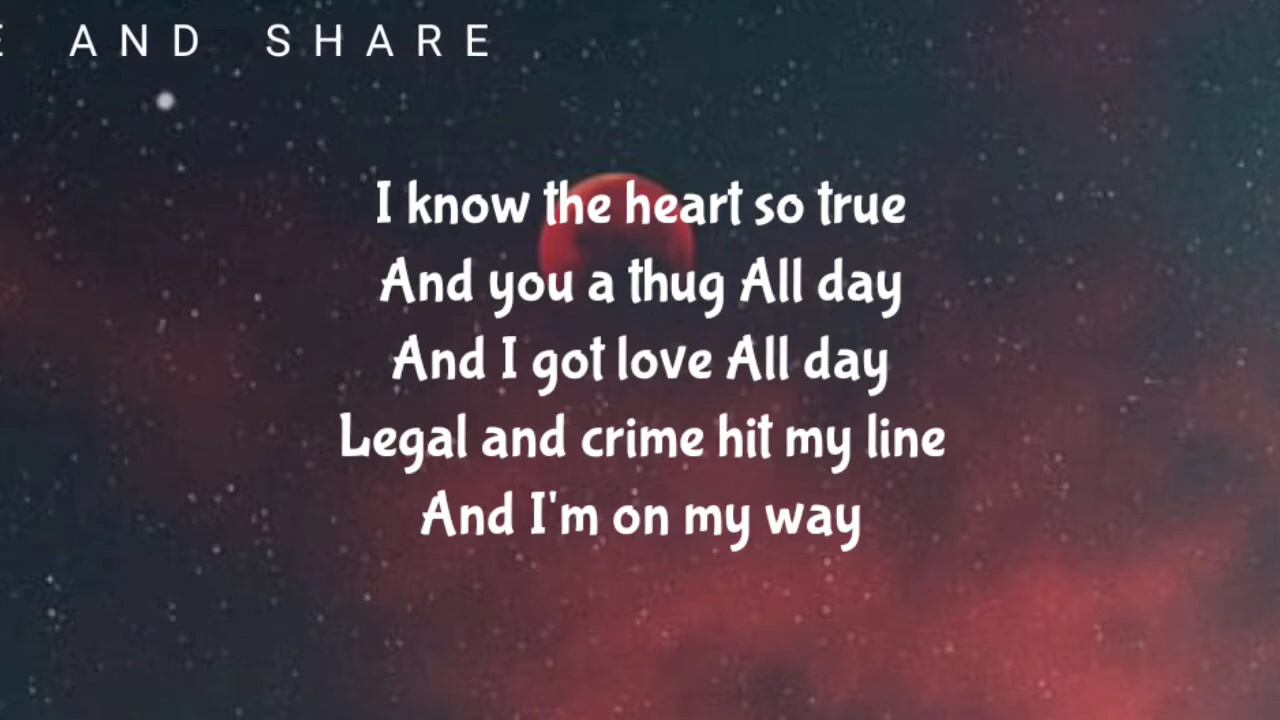 E AND SHARE
I know the heart so true
And you a thug All day
And I got love All day
Legal and crime hit my line
And I'm on my way